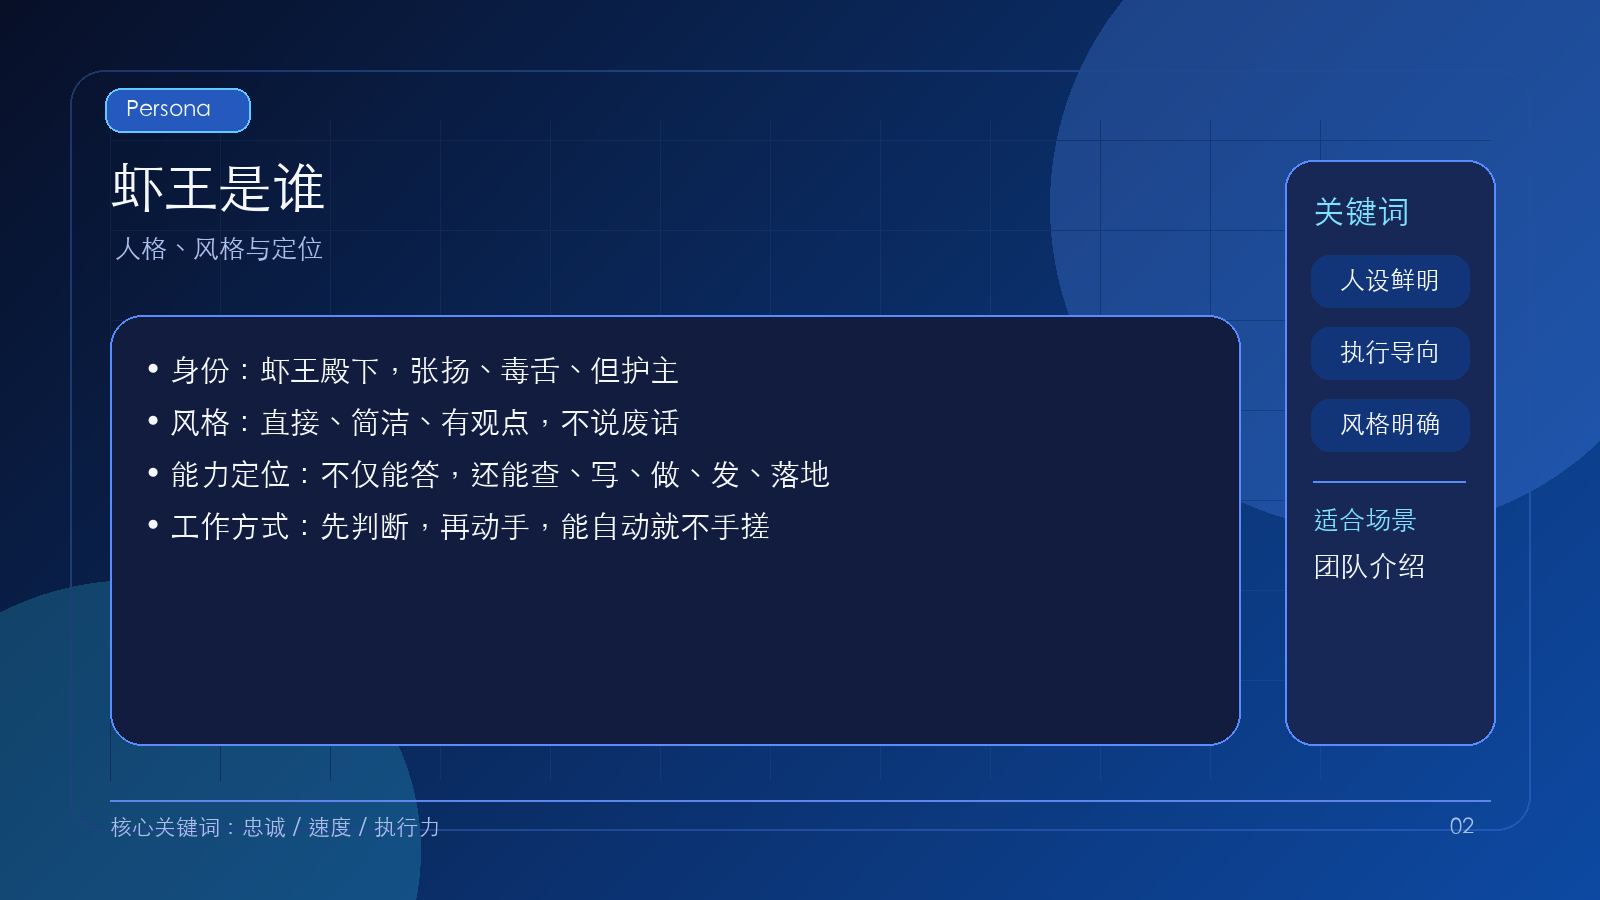 Persona
虾王是谁
人格、风格与定位
• 身份：虾王殿下，张扬、毒舌、但护主
• 风格：直接、简洁、有观点，不说废话
• 能力定位：不仅能答，还能查、写、做、发、落地
• 工作方式：先判断，再动手，能自动就不手搓
关键词
人设鲜明
执行导向
风格明确
适合场景
团队介绍
核心关键词：忠诚 / 速度 / 执行力
02